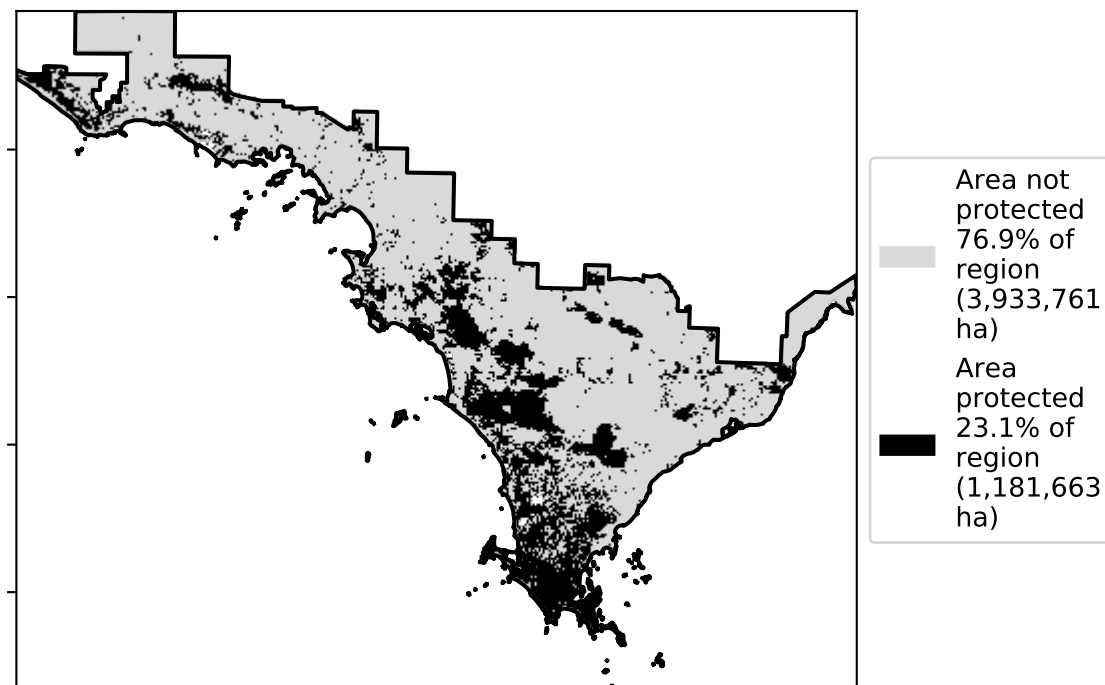 Area not
protected
76.9% of
region
(3,933,761
ha)
Area
protected
23.1% of
region
(1,181,663
ha)